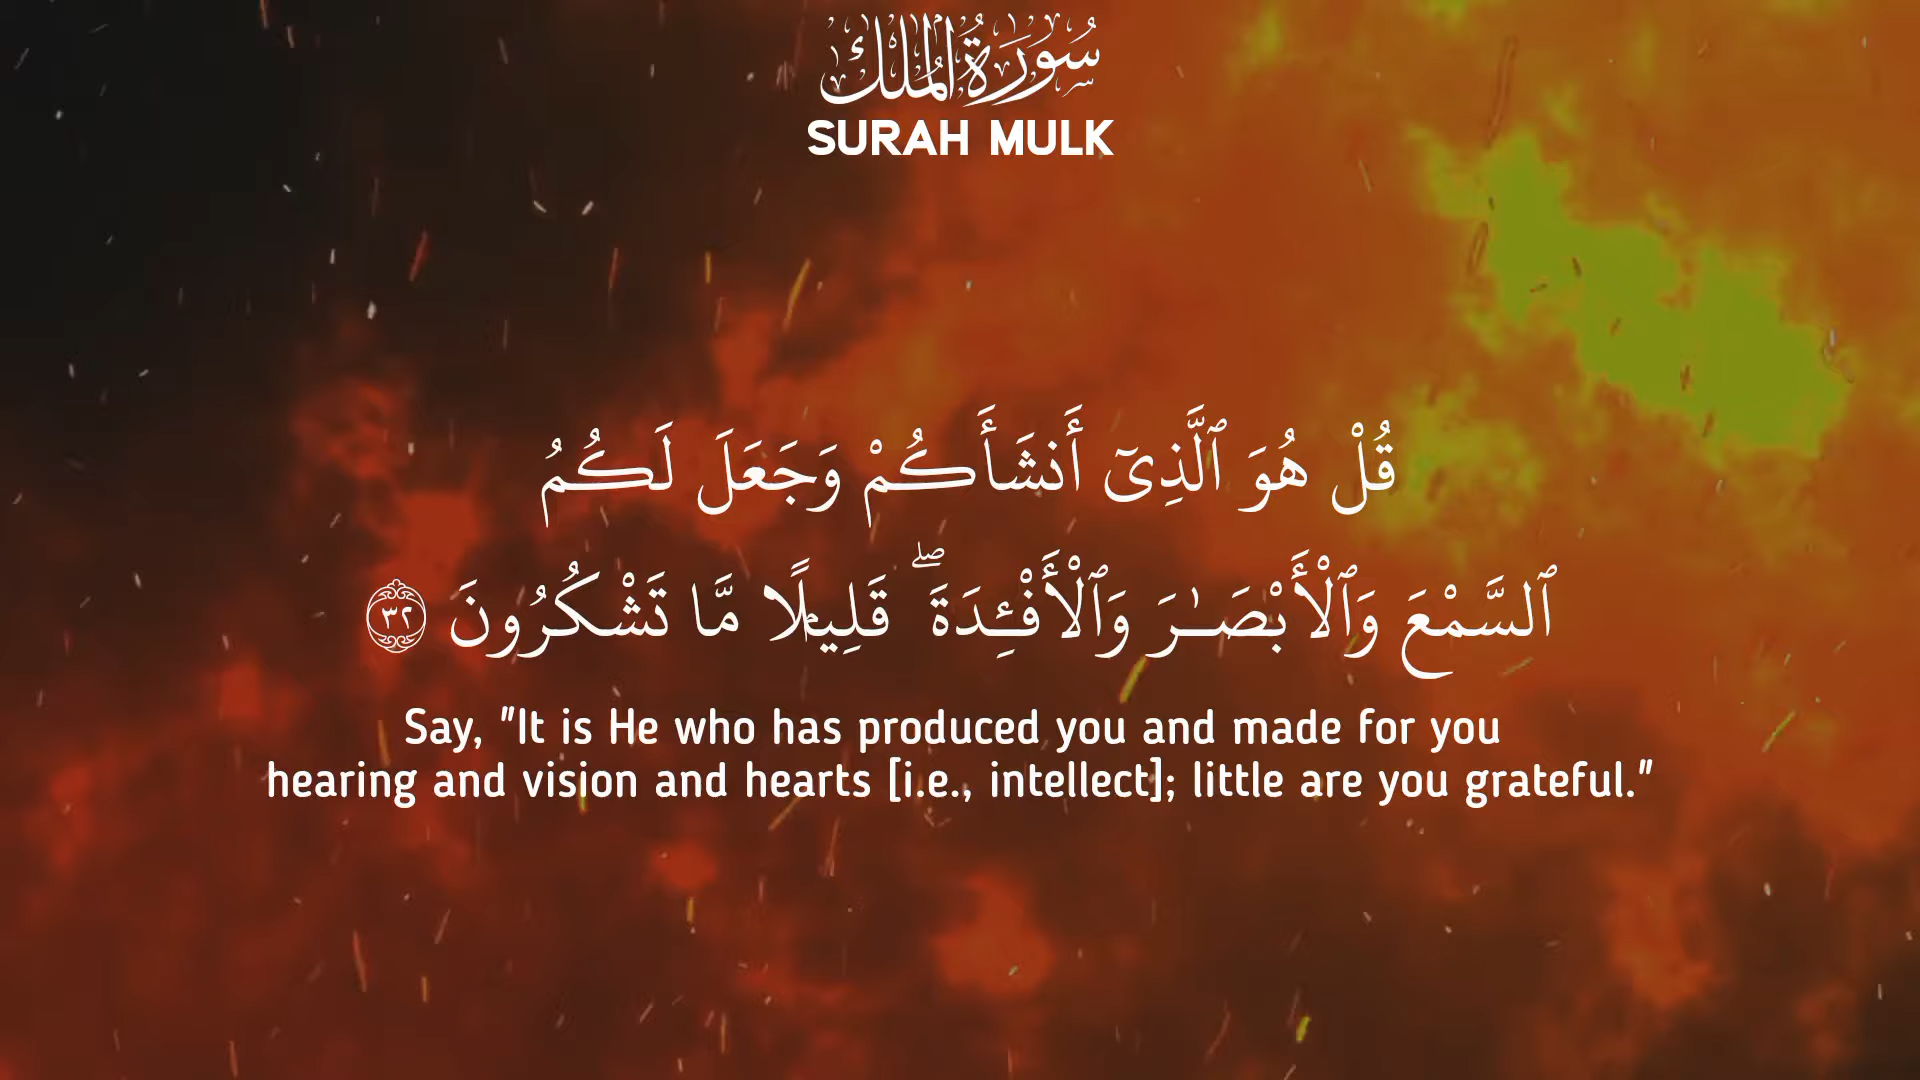 سُورَةُ الْمُلْك
SURAH MULK
قُلْ هُوَ ٱلَّذِىٓ أَنشَأَكُمْ وَجَعَلَ لَكُمُ
ٱلسَّمْعَ وَٱلْأَبْصَـٰرَ وَٱلْأَفْـِٔدَةَ ۖ قَلِيلًا مَّا تَشْكُرُونَ ٣٢
Say, "It is He who has produced you and made for you
hearing and vision and hearts [i.e., intellect]; little are you grateful."